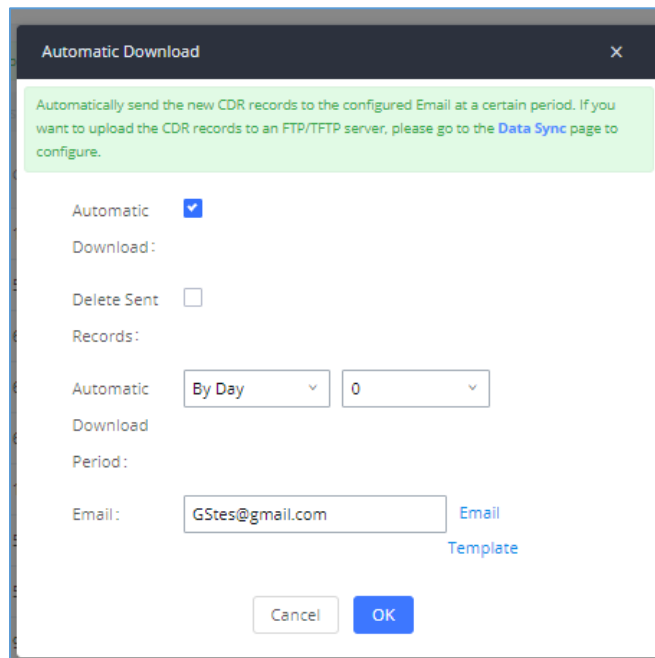 Automatic Download
Automatically send the new CDR records to the configured Email at a certain period. If you
want to upload the CDR records to an FTP/TFTP server, please go to the Data Sync page to
configure.
Automatic
Download:
Delete Sent
Records:
Automatic By Day 0
Download
Period:
Email: GStes@gmail.com Email
Template
Cancel OK